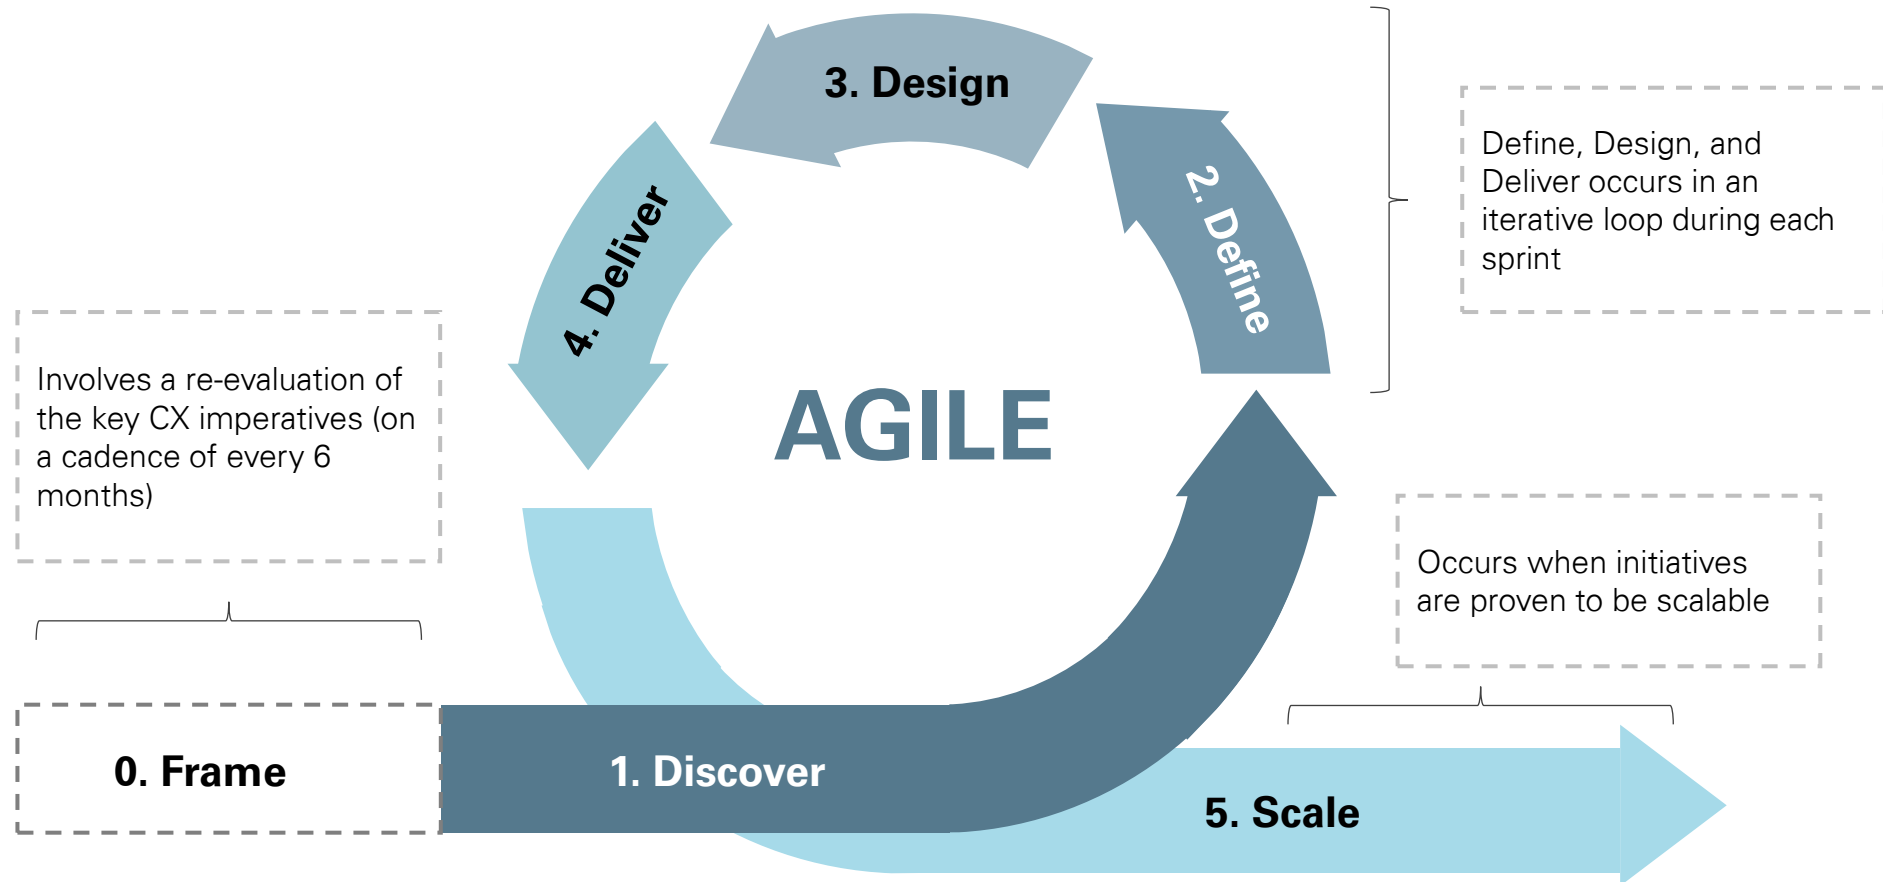 3. Design
2. Define
4. Deliver
AGILE
Define, Design, and
Deliver occurs in an
iterative loop during each
sprint
Involves a re-evaluation of
the key CX imperatives (on
a cadence of every 6
months)
Occurs when initiatives
are proven to be scalable
0. Frame
1. Discover
5. Scale